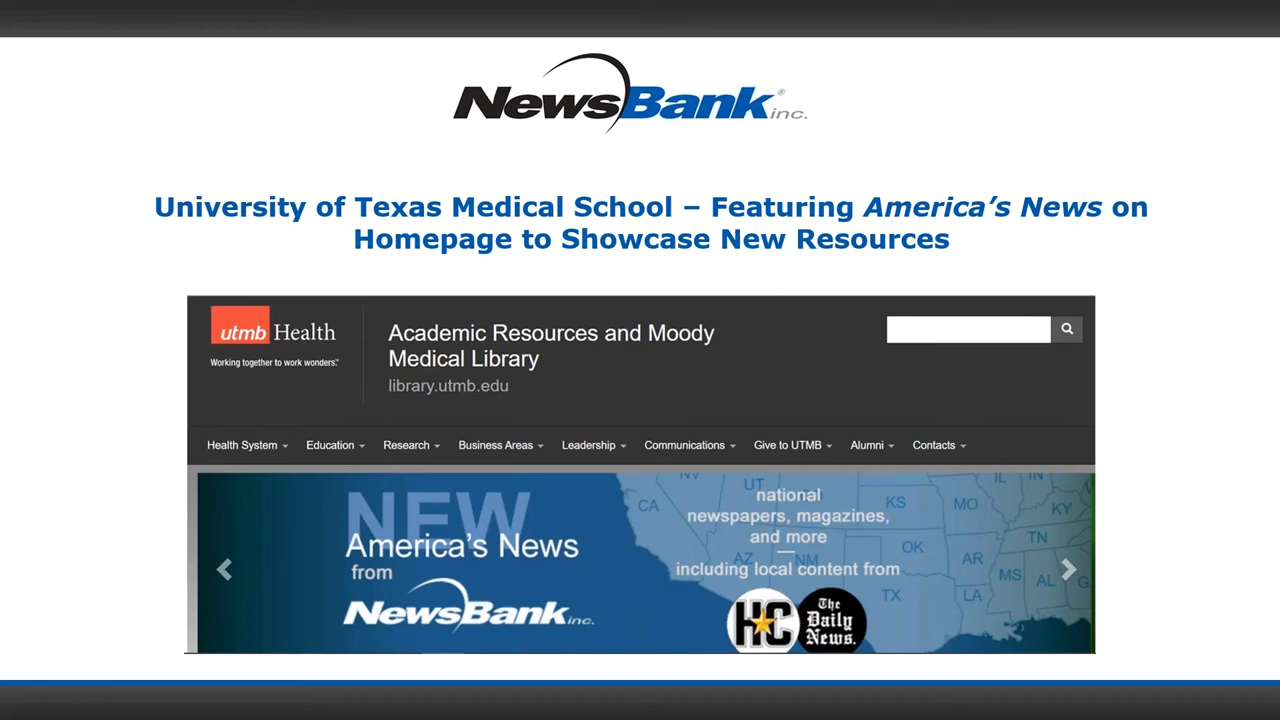 NewsBank inc.®
University of Texas Medical School – Featuring America's News on
Homepage to Showcase New Resources
utmb Health
Working together to work wonders.™
Academic Resources and Moody
Medical Library
library.utmb.edu
Health System Education Research Business Areas Leadership Communications Give to UTMB Alumni Contacts
NEW
America's News
from
NewsBank inc.
national
newspapers, magazines,
and more
including local content from
HC
The
Daily
News.
NV UT CA AZ NM KS MO OK AR TX LA MS AL IL IN KY TN